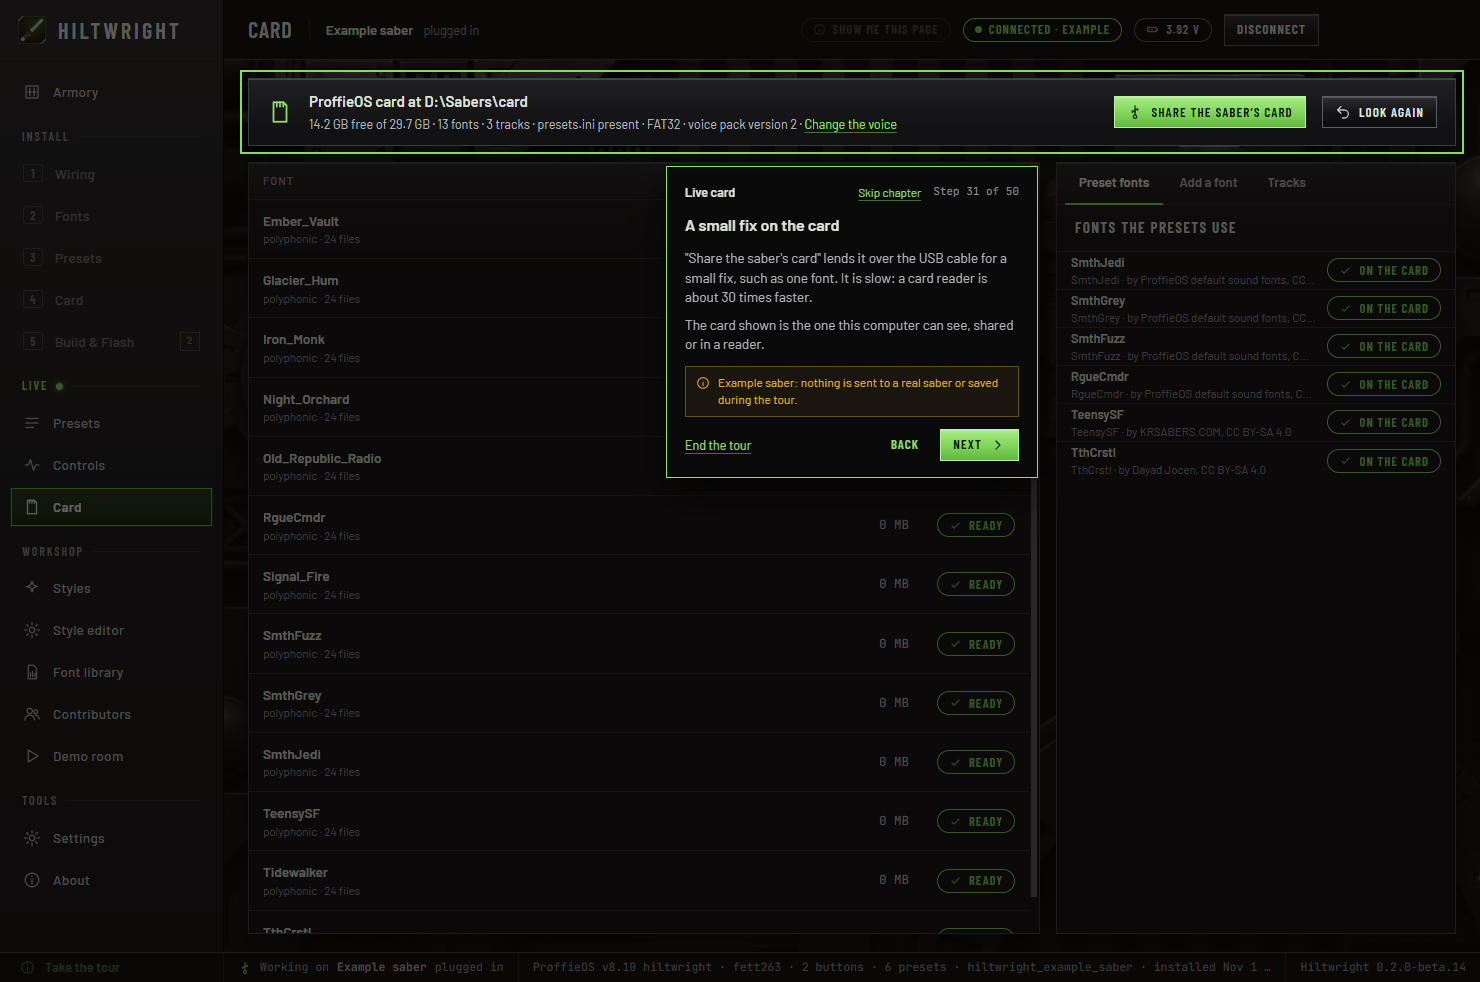 HILTWRIGHT
CARD
Example saber plugged in
SHOW ME THIS PAGE
CONNECTED · EXAMPLE
3.92 V
DISCONNECT
Armory
INSTALL
1 Wiring
2 Fonts
3 Presets
4 Card
5 Build & Flash 2
LIVE
Presets
Controls
Card
WORKSHOP
Styles
Style editor
Font library
Contributors
Demo room
TOOLS
Settings
About
Take the tour
ProffieOS card at D:\Sabers\card
14.2 GB free of 29.7 GB · 13 fonts · 3 tracks · presets.ini present · FAT32 · voice pack version 2 · Change the voice
SHARE THE SABER'S CARD
LOOK AGAIN
FONT
Ember_Vault
polyphonic · 24 files
Glacier_Hum
polyphonic · 24 files
Iron_Monk
polyphonic · 24 files
Night_Orchard
polyphonic · 24 files
Old_Republic_Radio
polyphonic · 24 files
RgueCmdr
polyphonic · 24 files
0 MB READY
Signal_Fire
polyphonic · 24 files
0 MB READY
SmthFuzz
polyphonic · 24 files
0 MB READY
SmthGrey
polyphonic · 24 files
0 MB READY
SmthJedi
polyphonic · 24 files
0 MB READY
TeensySF
polyphonic · 24 files
0 MB READY
Tidewalker
polyphonic · 24 files
0 MB READY
TthCrstl
Live card
Skip chapter
Step 31 of 50
A small fix on the card
"Share the saber's card" lends it over the USB cable for a
small fix, such as one font. It is slow: a card reader is
about 30 times faster.
The card shown is the one this computer can see, shared
or in a reader.
Example saber: nothing is sent to a real saber or saved
during the tour.
End the tour
BACK
NEXT
Preset fonts
Add a font
Tracks
FONTS THE PRESETS USE
SmthJedi
SmthJedi · by ProffieOS default sound fonts, CC...
ON THE CARD
SmthGrey
SmthGrey · by ProffieOS default sound fonts, CC...
ON THE CARD
SmthFuzz
SmthFuzz · by ProffieOS default sound fonts, C...
ON THE CARD
RgueCmdr
RgueCmdr · by ProffieOS default sound fonts, C...
ON THE CARD
TeensySF
TeensySF · by KRSABERS.COM, CC BY-SA 4.0
ON THE CARD
TthCrstl
TthCrstl · by Dayad Jocen, CC BY-SA 4.0
ON THE CARD
Working on Example saber plugged in
ProffieOS v8.10 hiltwright · fett263 · 2 buttons · 6 presets · hiltwright_example_saber · installed Nov 1 …
Hiltwright 0.2.0-beta.14